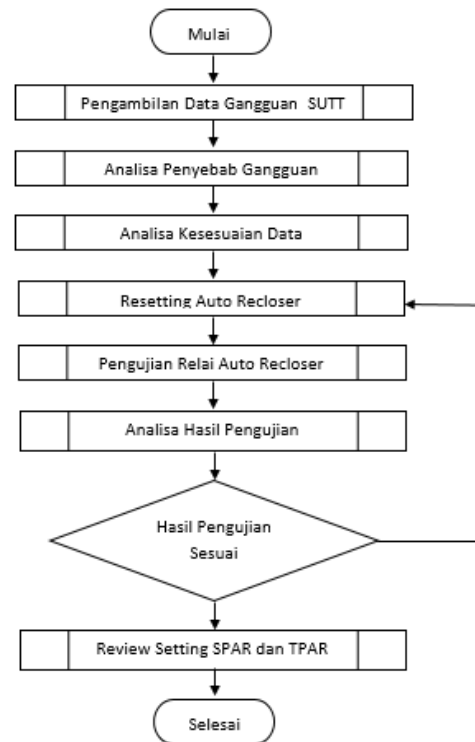 Mulai
Pengambilan Data Gangguan SUTT
Analisa Penyebab Gangguan
Analisa Kesesuaian Data
Resetting Auto Recloser
Pengujian Relai Auto Recloser
Analisa Hasil Pengujian
Hasil Pengujian
Sesuai
Review Setting SPAR dan TPAR
Selesai